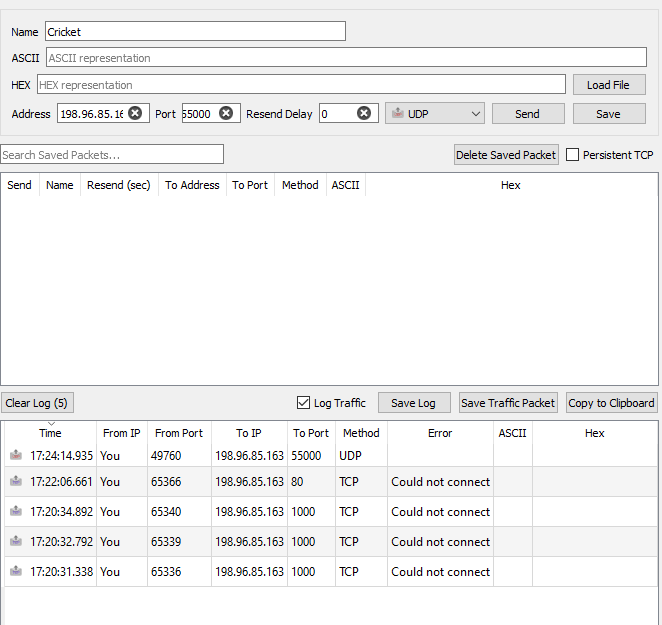 Name Cricket
ASCII ASCII representation
HEX HEX representation Load File
Address 198.96.85.16 Port 55000 Resend Delay 0 UDP Send Save
Search Saved Packets... Delete Saved Packet Persistent TCP
Send Name Resend (sec) To Address To Port Method ASCII Hex
Clear Log (5) Log Traffic Save Log Save Traffic Packet Copy to Clipboard
Time From IP From Port To IP To Port Method Error ASCII Hex
17:24:14.935 You 49760 198.96.85.163 55000 UDP
17:22:06.661 You 65366 198.96.85.163 80 TCP Could not connect
17:20:34.892 You 65340 198.96.85.163 1000 TCP Could not connect
17:20:32.792 You 65339 198.96.85.163 1000 TCP Could not connect
17:20:31.338 You 65336 198.96.85.163 1000 TCP Could not connect